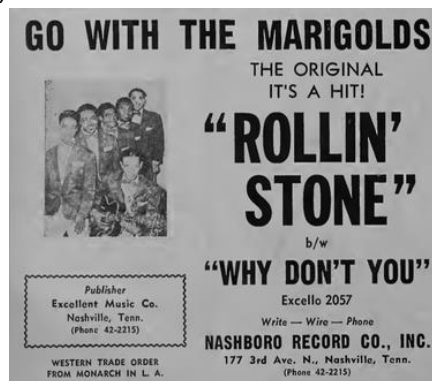 GO WITH THE MARIGOLDS
THE ORIGINAL
IT'S A HIT!
"ROLLIN'
STONE"
b/w
"WHY DON'T YOU"
Excello 2057
Write — Wire — Phone
NASHBORO RECORD CO., INC.
177 3rd Ave. N., Nashville, Tenn.
(Phone 42-2215)
Publisher
Excellent Music Co.
Nashville, Tenn.
(Phone 42-2215)
WESTERN TRADE ORDER
FROM MONARCH IN L. A.